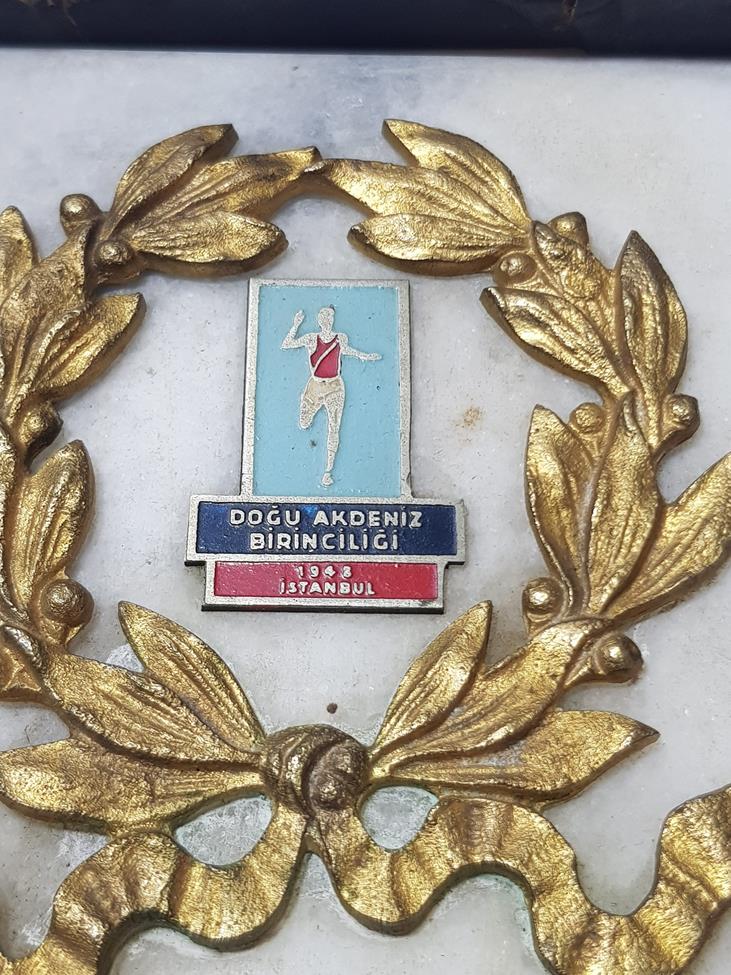 DOĞU AKDENİZ
BİRİNCİLİĞİ
1948
İSTANBUL